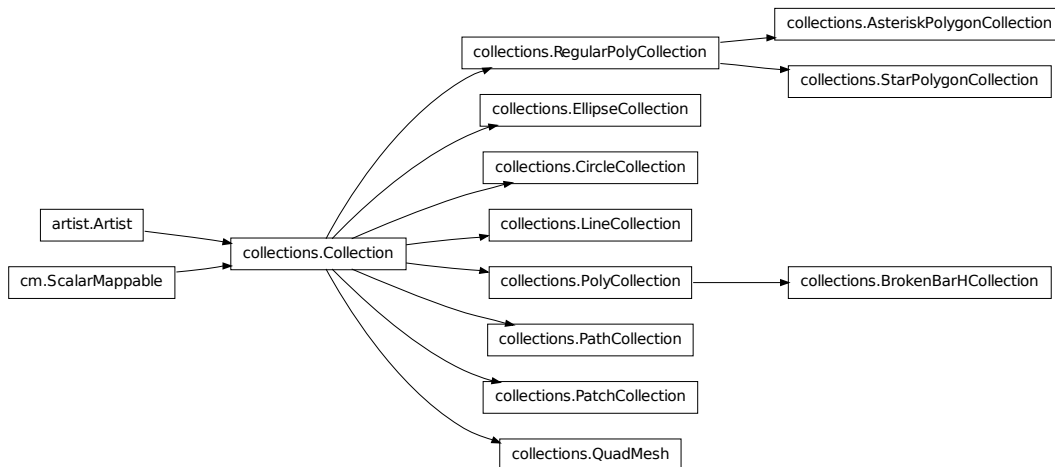 collections.AsteriskPolygonCollection
collections.RegularPolyCollection
collections.StarPolygonCollection
collections.EllipseCollection
collections.CircleCollection
artist.Artist
collections.LineCollection
collections.Collection
cm.ScalarMappable
collections.PolyCollection
collections.BrokenBarHCollection
collections.PathCollection
collections.PatchCollection
collections.QuadMesh